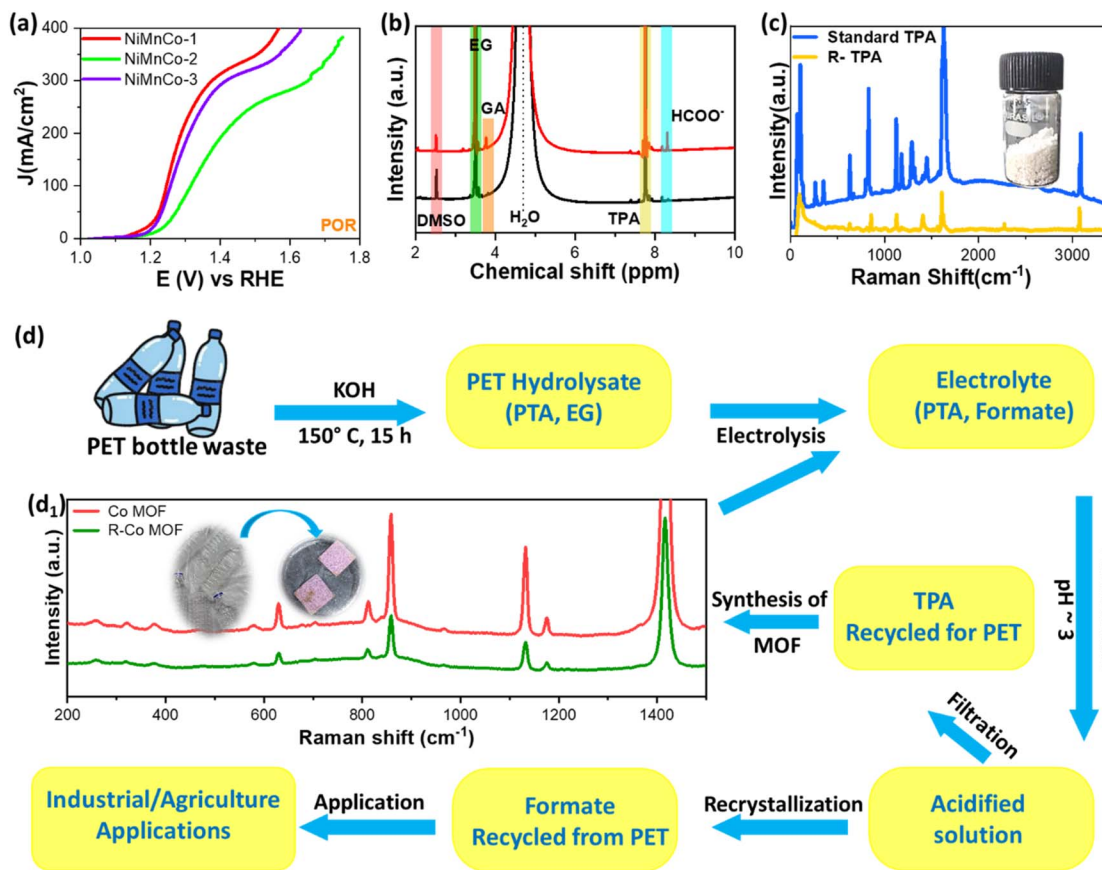 (a)
NiMnCo-1
NiMnCo-2
NiMnCo-3
J(mA/cm²)
400
300
200
100
0
POR
1.0 1.2 1.4 1.6 1.8
E (V) vs RHE
(b)
Intensity (a.u.)
EG
GA
HCOO⁻
DMSO
H₂O
TPA
2 4 6 8 10
Chemical shift (ppm)
(c)
Standard TPA
R- TPA
Intensity(a.u.)
0 1000 2000 3000
Raman Shift(cm⁻¹)
(d)
PET bottle waste
KOH
150° C, 15 h
PET Hydrolysate
(PTA, EG)
Electrolysis
Electrolyte
(PTA, Formate)
pH ~ 3
(d₁)
Co MOF
R-Co MOF
Intensity (a.u.)
200 400 600 800 1000 1200 1400
Raman shift (cm⁻¹)
Synthesis of
MOF
TPA
Recycled for PET
Filtration
Acidified
solution
Recrystallization
Formate
Recycled from PET
Application
Industrial/Agriculture
Applications